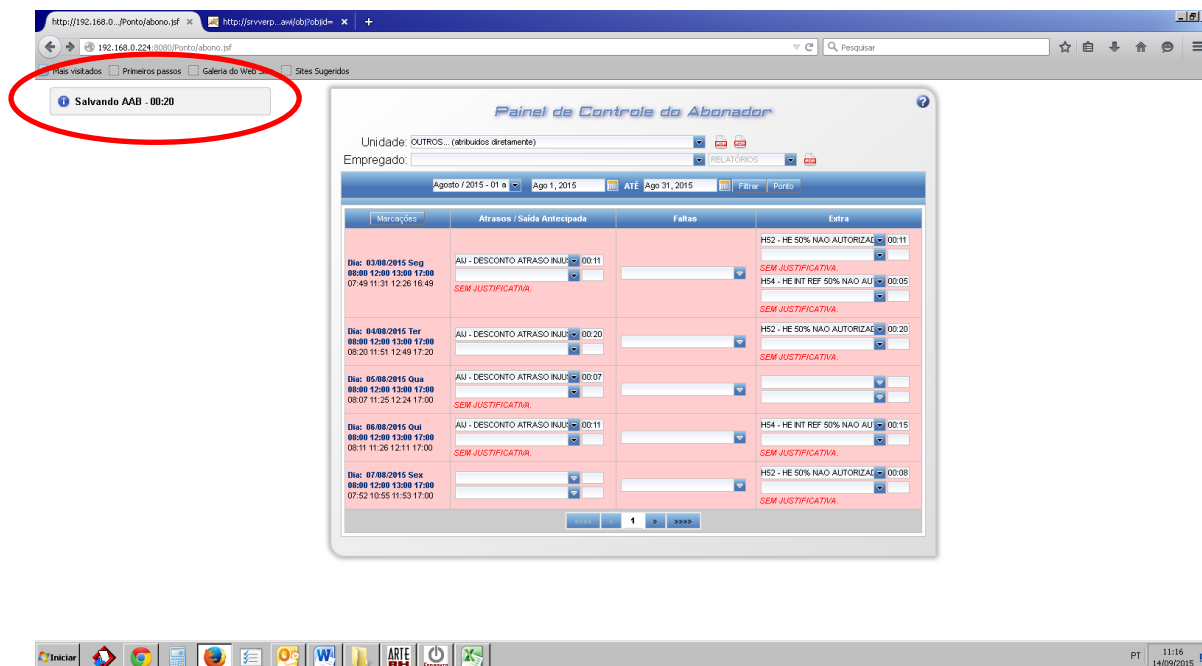 http://192.168.0.../Ponto/abono.jsf
http://srvverp...awi/obj?objid=
192.168.0.224:8080/Ponto/abono.jsf
Pesquisar
Mais visitados Primeiros passos Galeria do Web Sites Sugeridos
Salvando AAB - 00:20
Painel de Controle do Abonador
Unidade: OUTROS... (atribuidos diretamente)
Empregado: RELATÓRIOS
Agosto / 2015 - 01 a Ago 1, 2015 ATÉ Ago 31, 2015 Filtrar Ponto
Marcações Atrasos / Saída Antecipada Faltas Extra
Dia: 03/08/2015 Seg
08:00 12:00 13:00 17:00
07:49 11:31 12:26 16:49
AIJ - DESCONTO ATRASO INJUS 00:11
SEM JUSTIFICATIVA.
H52 - HE 50% NAO AUTORIZAD 00:11
SEM JUSTIFICATIVA.
H54 - HE INT REF 50% NAO AU 00:05
SEM JUSTIFICATIVA.
Dia: 04/08/2015 Ter
08:00 12:00 13:00 17:00
08:20 11:51 12:49 17:20
AIJ - DESCONTO ATRASO INJUS 00:20
H52 - HE 50% NAO AUTORIZAD 00:20
SEM JUSTIFICATIVA.
Dia: 05/08/2015 Qua
08:00 12:00 13:00 17:00
08:07 11:25 12:24 17:00
AIJ - DESCONTO ATRASO INJUS 00:07
SEM JUSTIFICATIVA.
Dia: 06/08/2015 Qui
08:00 12:00 13:00 17:00
08:11 11:26 12:11 17:00
AIJ - DESCONTO ATRASO INJUS 00:11
SEM JUSTIFICATIVA.
H54 - HE INT REF 50% NAO AU 00:15
SEM JUSTIFICATIVA.
Dia: 07/08/2015 Sex
08:00 12:00 13:00 17:00
07:52 10:55 11:53 17:00
H52 - HE 50% NAO AUTORIZAD 00:08
SEM JUSTIFICATIVA.
«««« « 1 » »»»»
Iniciar
ARTE
RH
PT
11:16
14/09/2015